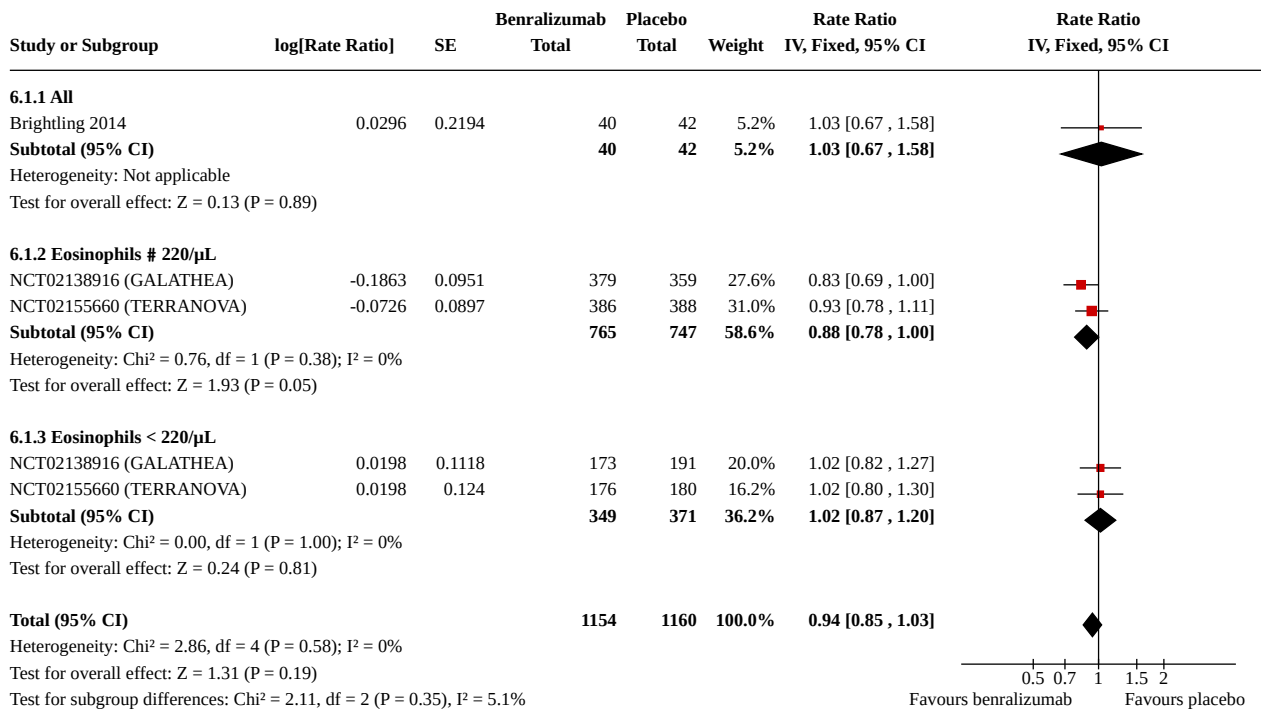 Benralizumab Placebo Rate Ratio Rate Ratio
Study or Subgroup log[Rate Ratio] SE Total Total Weight IV, Fixed, 95% CI IV, Fixed, 95% CI
6.1.1 All
Brightling 2014 0.0296 0.2194 40 42 5.2% 1.03 [0.67 , 1.58]
Subtotal (95% CI) 40 42 5.2% 1.03 [0.67 , 1.58]
Heterogeneity: Not applicable
Test for overall effect: Z = 0.13 (P = 0.89)
6.1.2 Eosinophils # 220/µL
NCT02138916 (GALATHEA) -0.1863 0.0951 379 359 27.6% 0.83 [0.69 , 1.00]
NCT02155660 (TERRANOVA) -0.0726 0.0897 386 388 31.0% 0.93 [0.78 , 1.11]
Subtotal (95% CI) 765 747 58.6% 0.88 [0.78 , 1.00]
Heterogeneity: Chi² = 0.76, df = 1 (P = 0.38); I² = 0%
Test for overall effect: Z = 1.93 (P = 0.05)
6.1.3 Eosinophils < 220/µL
NCT02138916 (GALATHEA) 0.0198 0.1118 173 191 20.0% 1.02 [0.82 , 1.27]
NCT02155660 (TERRANOVA) 0.0198 0.124 176 180 16.2% 1.02 [0.80 , 1.30]
Subtotal (95% CI) 349 371 36.2% 1.02 [0.87 , 1.20]
Heterogeneity: Chi² = 0.00, df = 1 (P = 1.00); I² = 0%
Test for overall effect: Z = 0.24 (P = 0.81)
Total (95% CI) 1154 1160 100.0% 0.94 [0.85 , 1.03]
Heterogeneity: Chi² = 2.86, df = 4 (P = 0.58); I² = 0%
Test for overall effect: Z = 1.31 (P = 0.19)
0.5 0.7 1 1.5 2
Test for subgroup differences: Chi² = 2.11, df = 2 (P = 0.35), I² = 5.1% Favours benralizumab Favours placebo